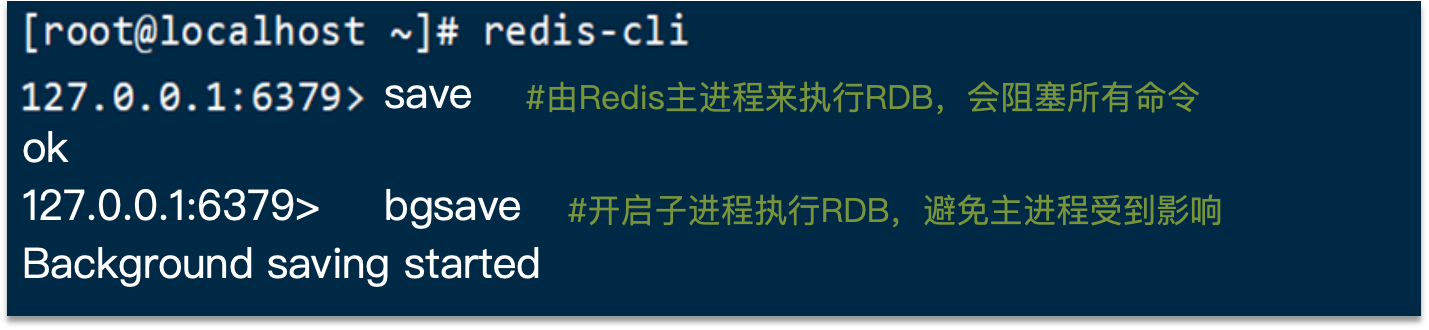 [root@localhost ~]# redis-cli
127.0.0.1:6379> save #由Redis主进程来执行RDB，会阻塞所有命令
ok
127.0.0.1:6379> bgsave #开启子进程执行RDB，避免主进程受到影响
Background saving started